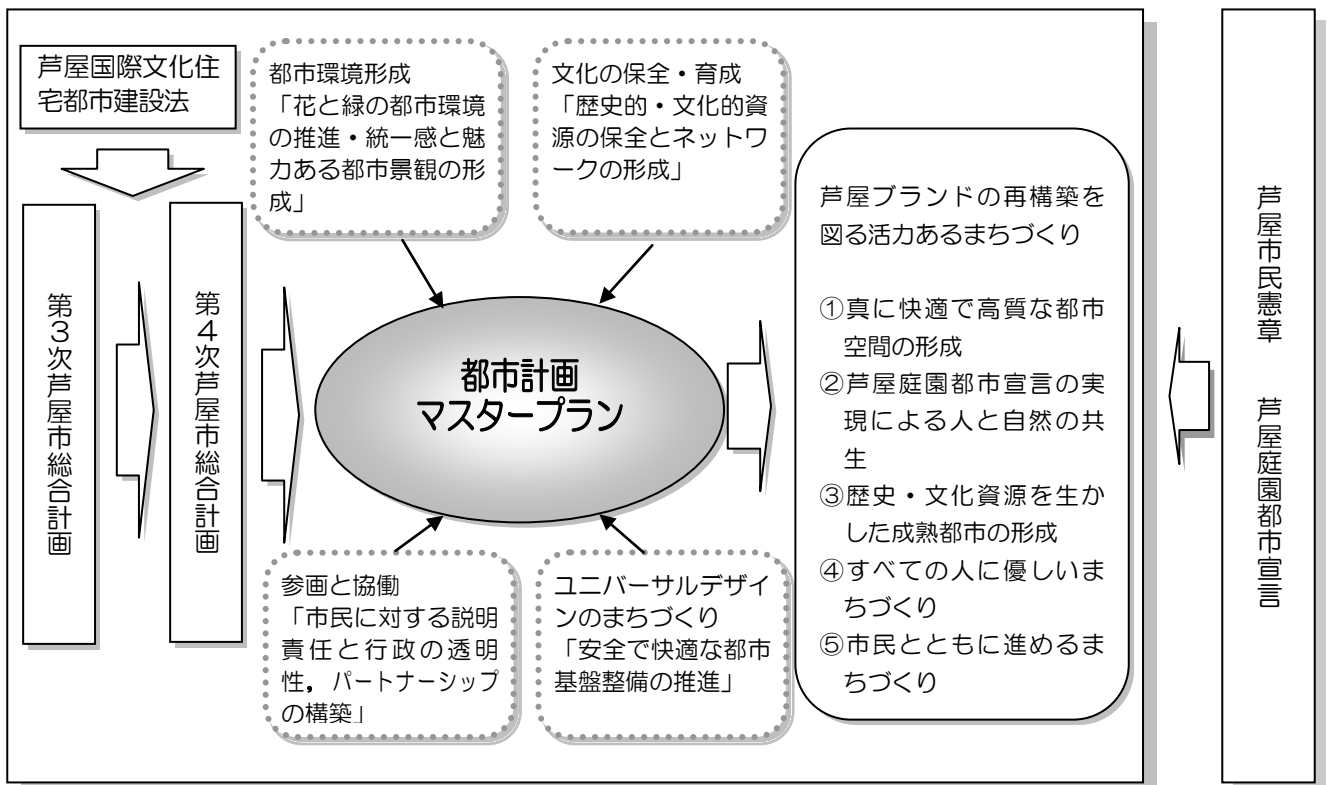 芦屋国際文化住
宅都市建設法
第3次芦屋市総合計画
第4次芦屋市総合計画
都市環境形成
「花と緑の都市環境
の推進・統一感と魅
力ある都市景観の形
成」
文化の保全・育成
「歴史的・文化的資
源の保全とネットワ
ークの形成」
都市計画
マスタープラン
参画と協働
「市民に対する説明
責任と行政の透明
性，パートナーシップ
の構築」
ユニバーサルデザイ
ンのまちづくり
「安全で快適な都市
基盤整備の推進」
芦屋ブランドの再構築を
図る活力あるまちづくり
①真に快適で高質な都市
空間の形成
②芦屋庭園都市宣言の実
現による人と自然の共
生
③歴史・文化資源を生か
した成熟都市の形成
④すべての人に優しいま
ちづくり
⑤市民とともに進めるま
ちづくり
芦屋市民憲章　芦屋庭園都市宣言